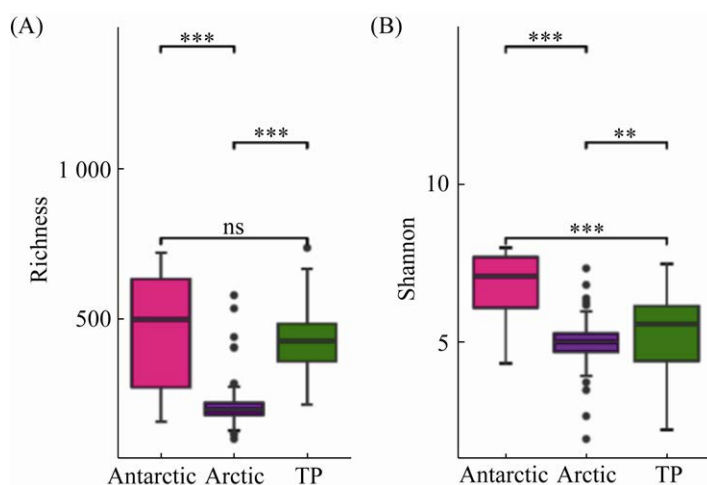 (A)
***
***
1 000
ns
Richness
500
Antarctic Arctic TP
(B)
***
**
10
***
Shannon
5
Antarctic Arctic TP